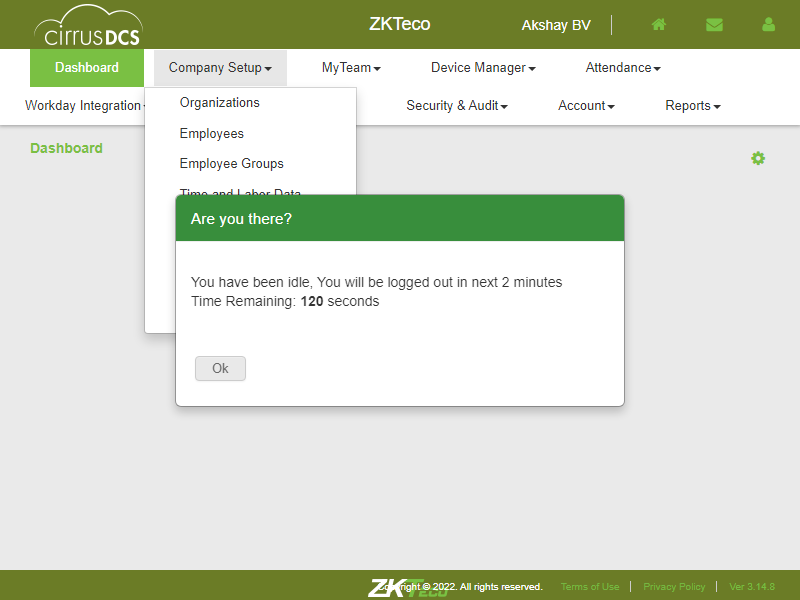 cirrusDCS
ZKTeco
Akshay BV
Dashboard
Company Setup
MyTeam
Device Manager
Attendance
Workday Integration
Security & Audit
Account
Reports
Organizations
Employees
Employee Groups
Time and Labor Data
Dashboard
Are you there?
You have been idle, You will be logged out in next 2 minutes
Time Remaining: 120 seconds
Ok
ZKTeco
Copyright © 2022. All rights reserved.
Terms of Use
Privacy Policy
Ver 3.14.8